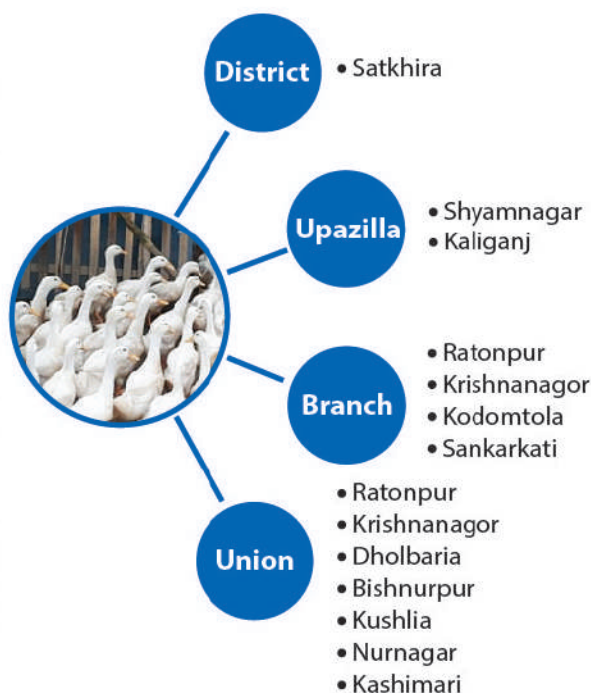 District
• Satkhira
Upazilla
• Shyamnagar
• Kaliganj
Branch
• Ratonpur
• Krishnanagor
• Kodomtola
• Sankarkati
Union
• Ratonpur
• Krishnanagor
• Dholbaria
• Bishnurpur
• Kushlia
• Nurnagar
• Kashimari